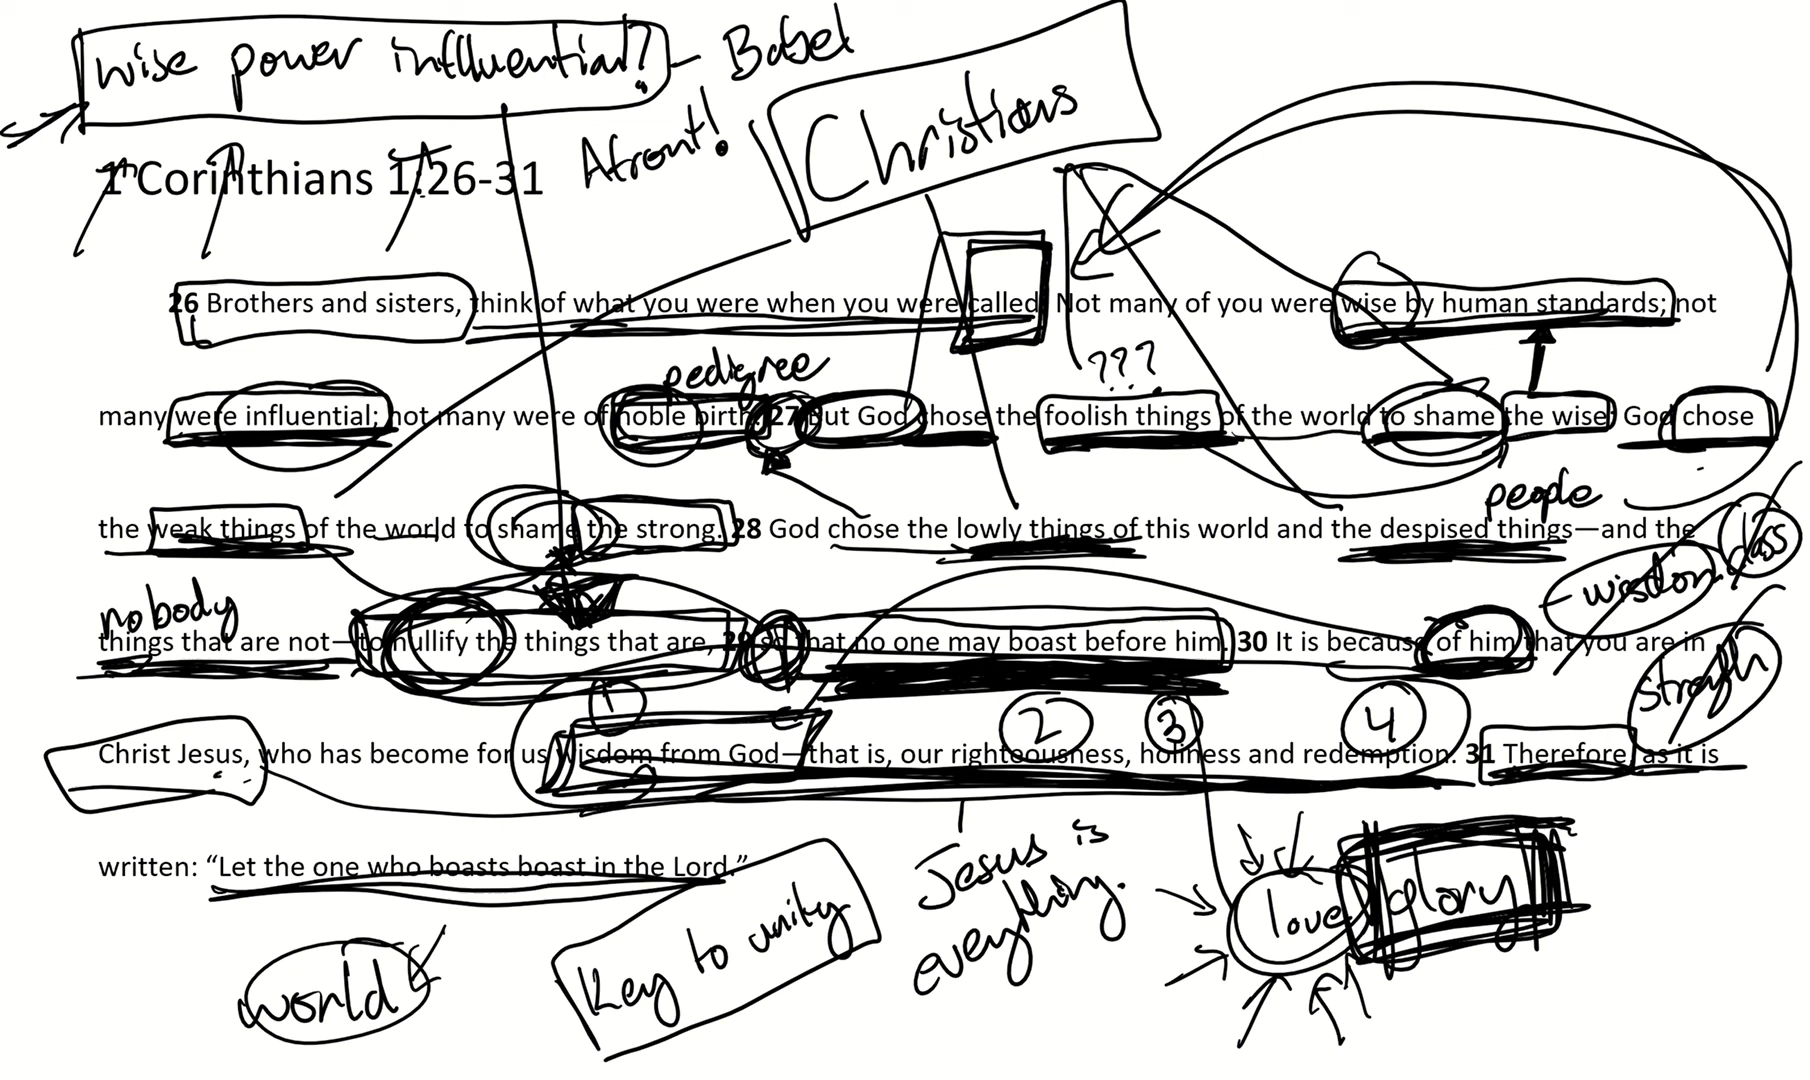 wise power influential?
Babel
Afront!
Christians
1 Corinthians 1:26-31
26 Brothers and sisters, think of what you were when you were called. Not many of you were wise by human standards; not
pedigree
???
many were influential; not many were of noble birth. 27 But God chose the foolish things of the world to shame the wise; God chose
people
the weak things of the world to shame the strong. 28 God chose the lowly things of this world and the despised things—and the
class
- wisdom
nobody
things that are not—to nullify the things that are, 29 so that no one may boast before him. 30 It is because of him that you are in
strength
1 2 3 4
Christ Jesus, who has become for us wisdom from God—that is, our righteousness, holiness and redemption. 31 Therefore, as it is
written: “Let the one who boasts boast in the Lord.”
Jesus is
everything.
love
glory
Key to unity
world